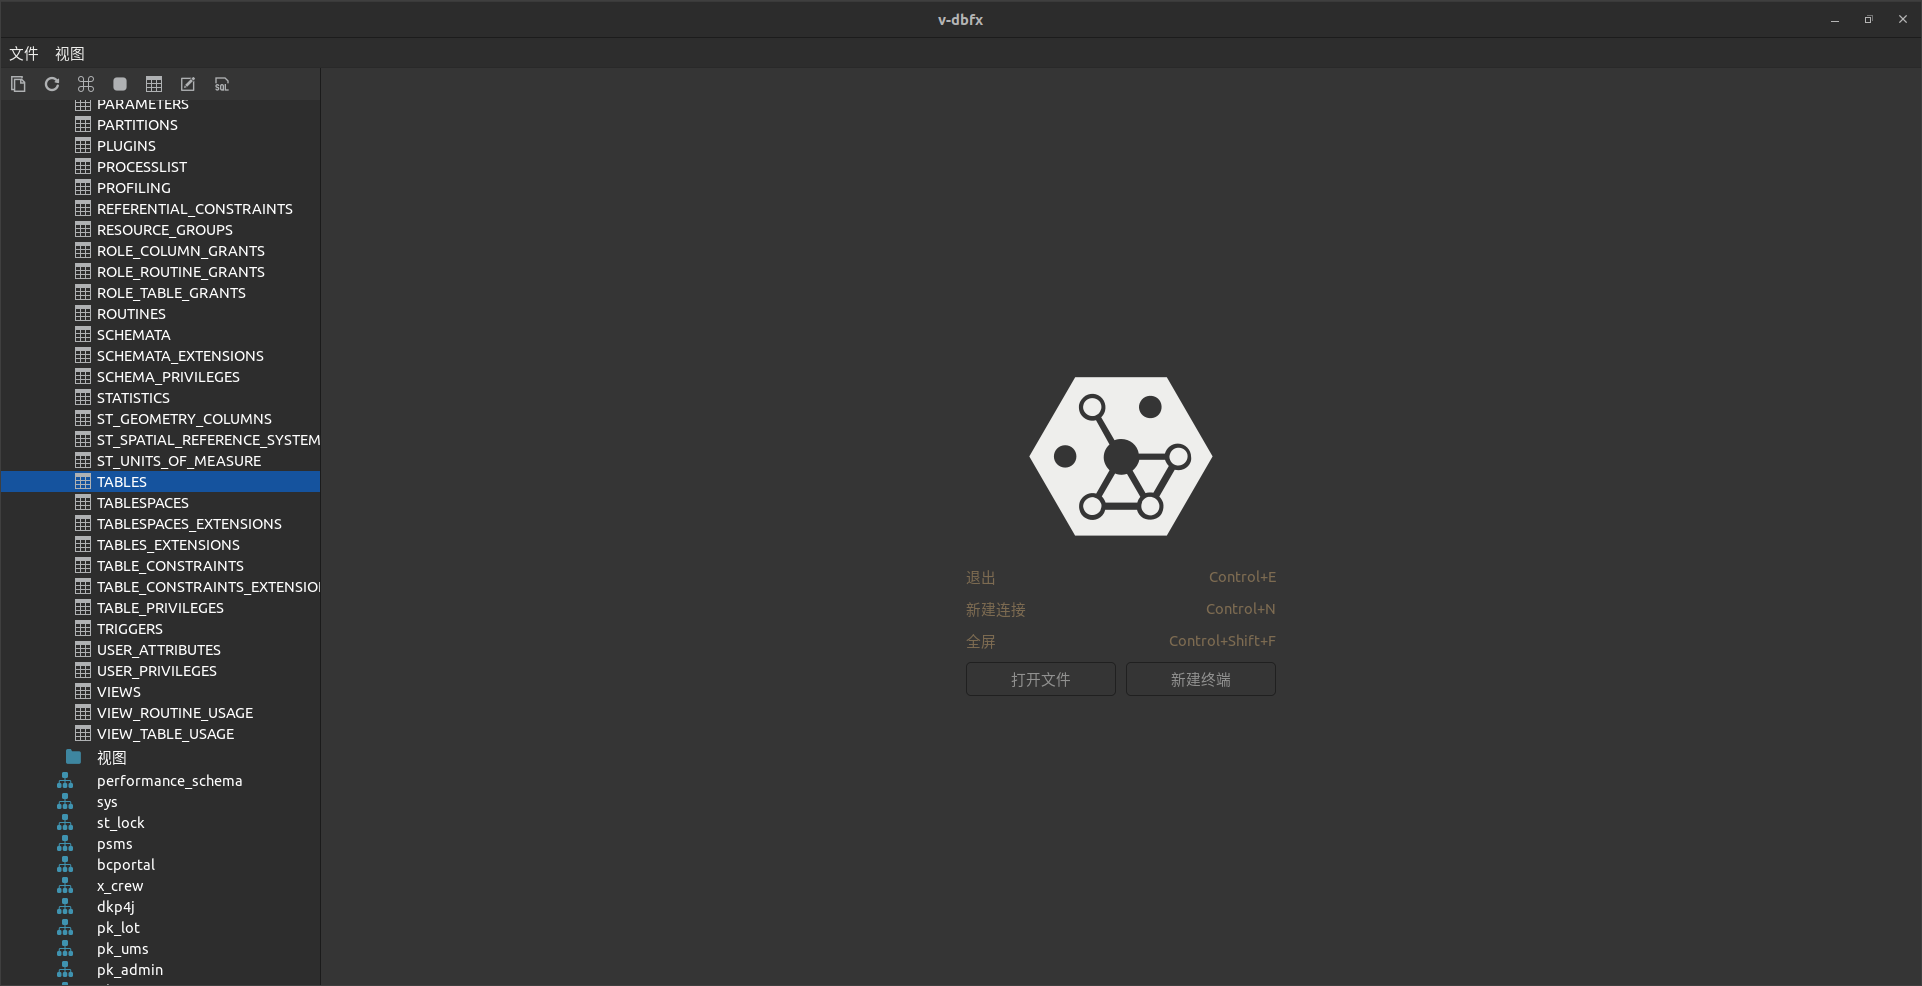 v-dbfx
文件 视图
SQL
PARAMETERS
PARTITIONS
PLUGINS
PROCESSLIST
PROFILING
REFERENTIAL_CONSTRAINTS
RESOURCE_GROUPS
ROLE_COLUMN_GRANTS
ROLE_ROUTINE_GRANTS
ROLE_TABLE_GRANTS
ROUTINES
SCHEMATA
SCHEMATA_EXTENSIONS
SCHEMA_PRIVILEGES
STATISTICS
ST_GEOMETRY_COLUMNS
ST_SPATIAL_REFERENCE_SYSTEM
ST_UNITS_OF_MEASURE
TABLES
TABLESPACES
TABLESPACES_EXTENSIONS
TABLES_EXTENSIONS
TABLE_CONSTRAINTS
TABLE_CONSTRAINTS_EXTENSIO
TABLE_PRIVILEGES
TRIGGERS
USER_ATTRIBUTES
USER_PRIVILEGES
VIEWS
VIEW_ROUTINE_USAGE
VIEW_TABLE_USAGE
视图
performance_schema
sys
st_lock
psms
bcportal
x_crew
dkp4j
pk_lot
pk_ums
pk_admin
退出 Control+E
新建连接 Control+N
全屏 Control+Shift+F
打开文件 新建终端